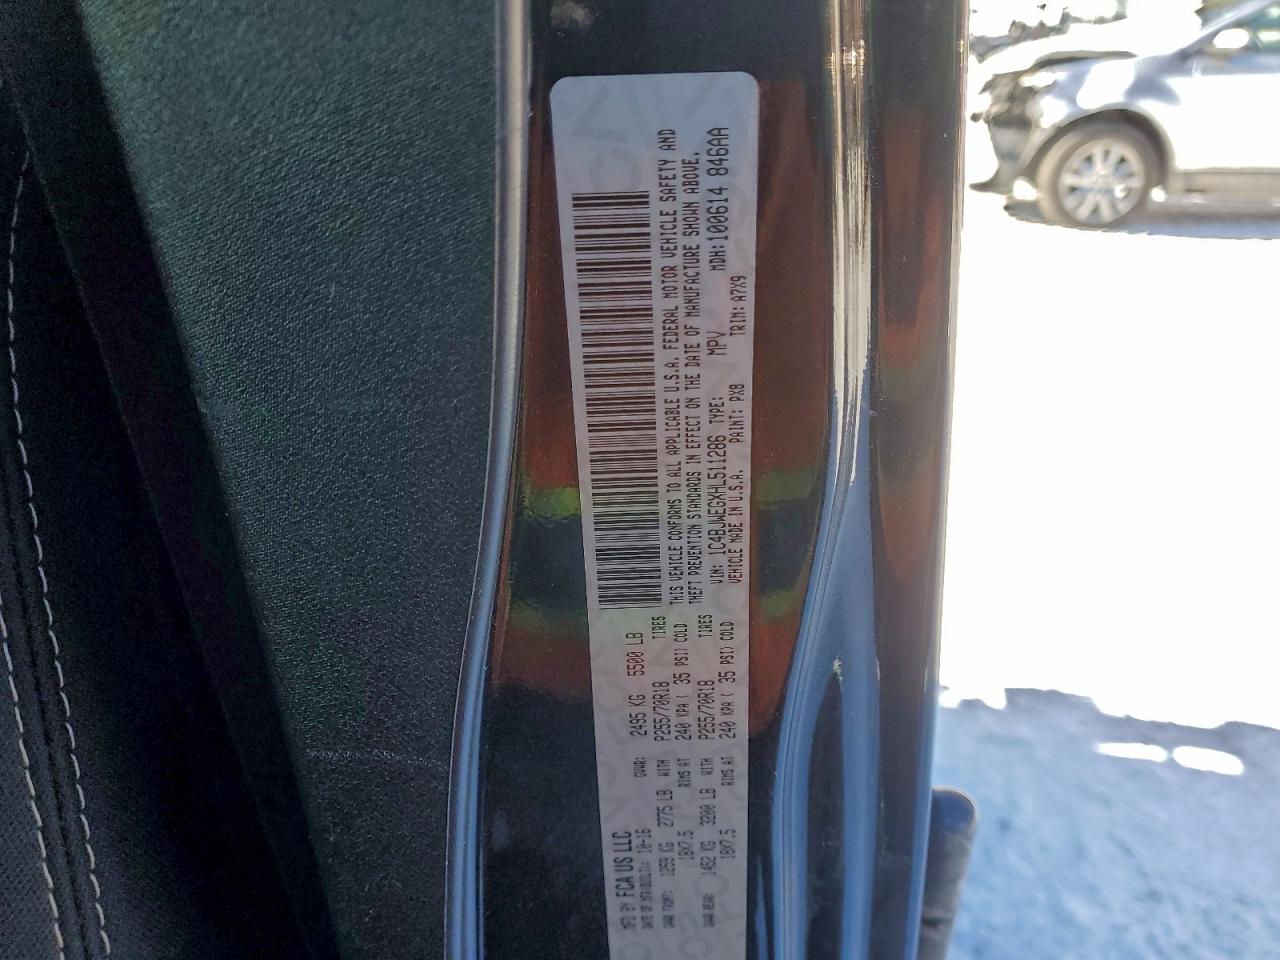 MFD BY FCA US LLC
DATE OF MFR: 10-16 GVWR: 2495 KG 5500 LB
GAWR FRONT: 1259 KG 2775 LB WITH P255/70R18 TIRES
18X7.5 RIMS AT 240 KPA ( 35 PSI) COLD
GAWR REAR: 1452 KG 3200 LB WITH P255/70R18 TIRES
18X7.5 RIMS AT 240 KPA ( 35 PSI) COLD
THIS VEHICLE CONFORMS TO ALL APPLICABLE U.S.A. FEDERAL MOTOR VEHICLE SAFETY AND
THEFT PREVENTION STANDARDS IN EFFECT ON THE DATE OF MANUFACTURE SHOWN ABOVE.
VIN: 1C4BJWEGXHL511286 TYPE: MPV MDH: 100614 846AA
VEHICLE MADE IN U.S.A. PAINT: PX8 TRIM: A7X9